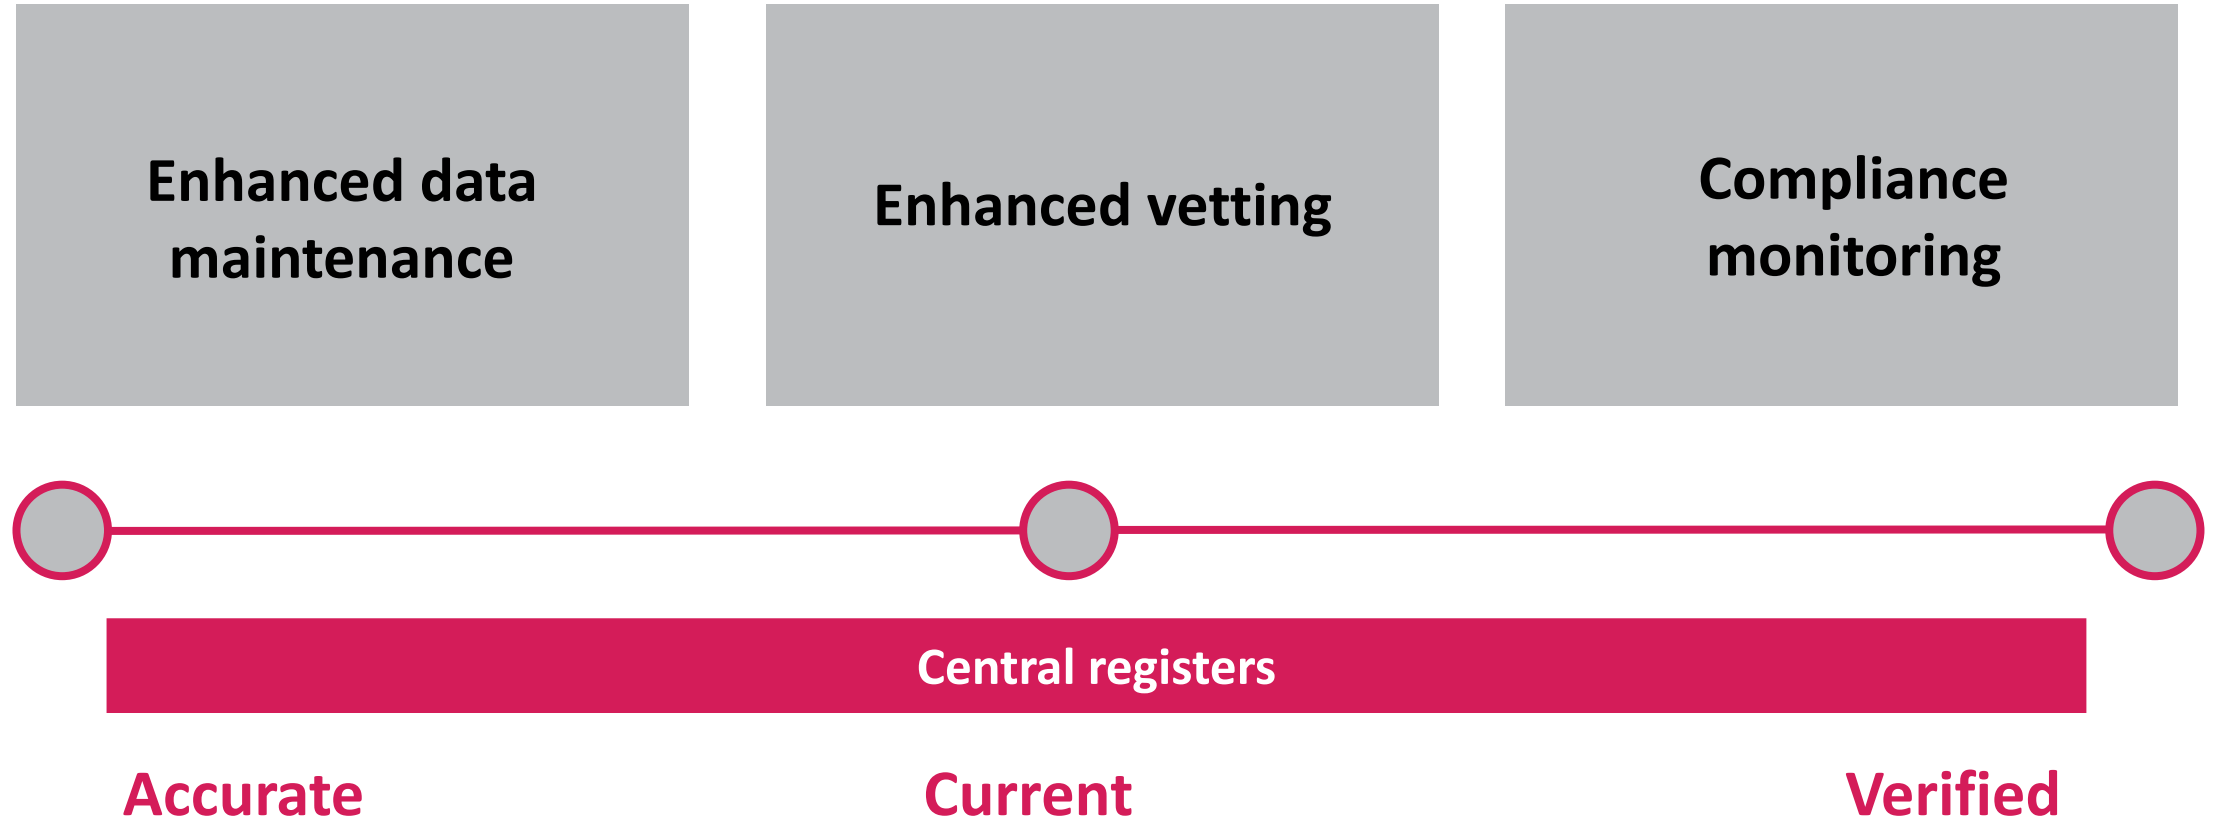 Enhanced data
maintenance
Enhanced vetting
Compliance
monitoring
Central registers
Accurate
Current
Verified